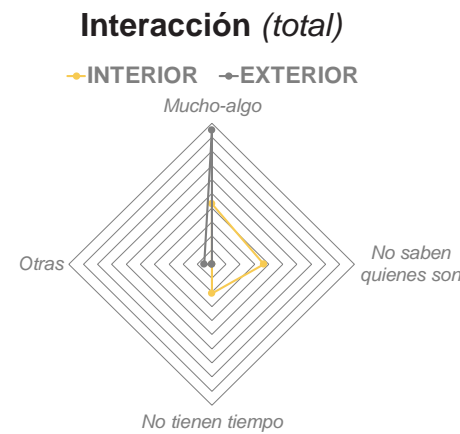 Interacción (total)
INTERIOR EXTERIOR
Mucho-algo
Otras
No saben
quienes son
No tienen tiempo